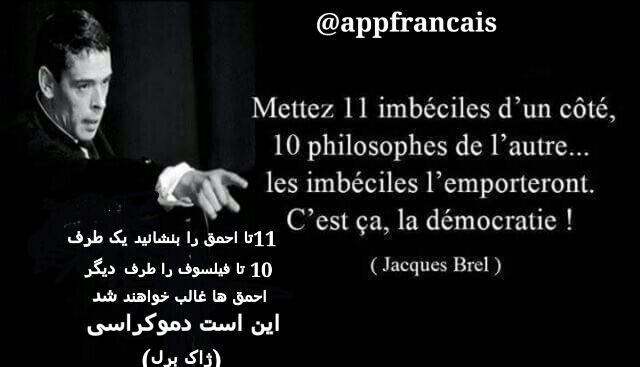 @appfrancais
Mettez 11 imbéciles d’un côté,
10 philosophes de l’autre...
les imbéciles l’emporteront.
C’est ça, la démocratie !
( Jacques Brel )
11تا احمق را بنشانید یک طرف
10 تا فیلسوف را طرف دیگر
احمق ها غالب خواهند شد
این است دموکراسی
(ژاک برل)